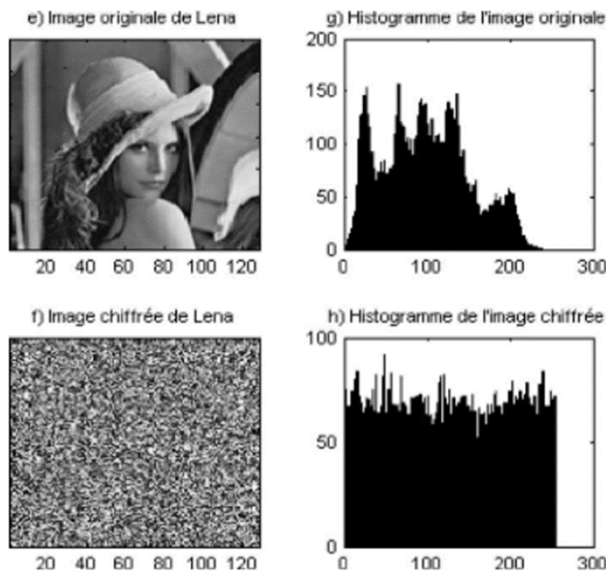 e) Image originale de Lena
g) Histogramme de l'image originale
200
150
100
50
0
20 40 60 80 100 120
0 100 200 300
f) Image chiffrée de Lena
h) Histogramme de l'image chiffrée
100
50
0
20 40 60 80 100 120
0 100 200 300